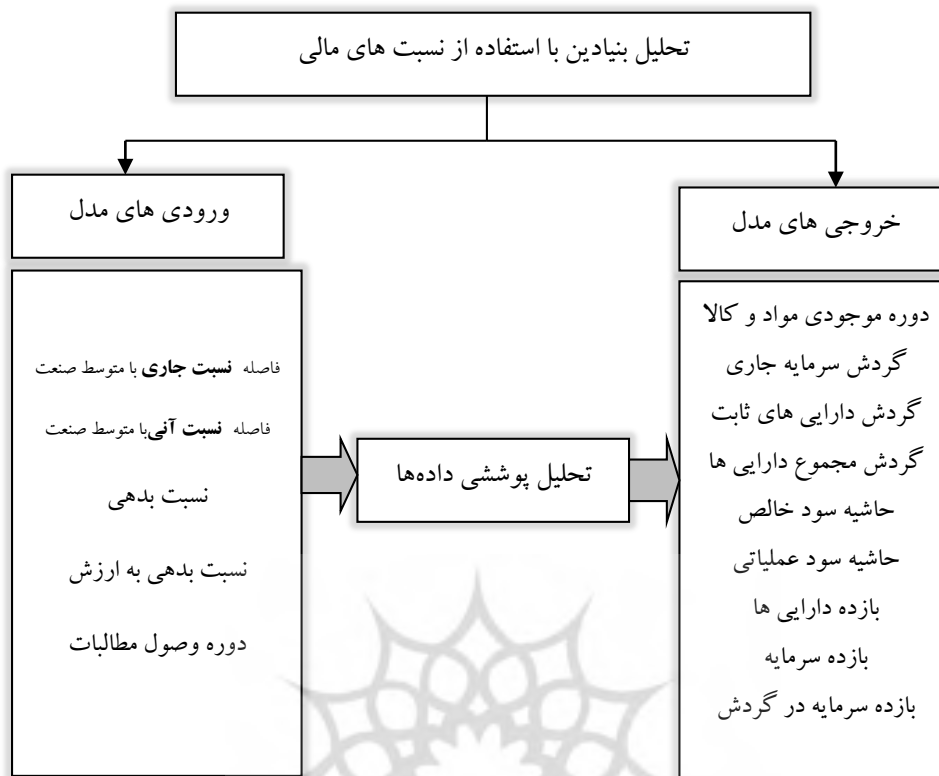 تحلیل بنیادین با استفاده از نسبت های مالی
خروجی های مدل
دوره موجودی مواد و کالا
گردش سرمایه جاری
گردش دارایی های ثابت
گردش مجموع دارایی ها
حاشیه سود خالص
حاشیه سود عملیاتی
بازده دارایی ها
بازده سرمایه
بازده سرمایه در گردش
تحلیل پوششی داده‌ها
ورودی های مدل
فاصله نسبت جاری با متوسط صنعت
فاصله نسبت آنی با متوسط صنعت
نسبت بدهی
نسبت بدهی به ارزش
دوره وصول مطالبات